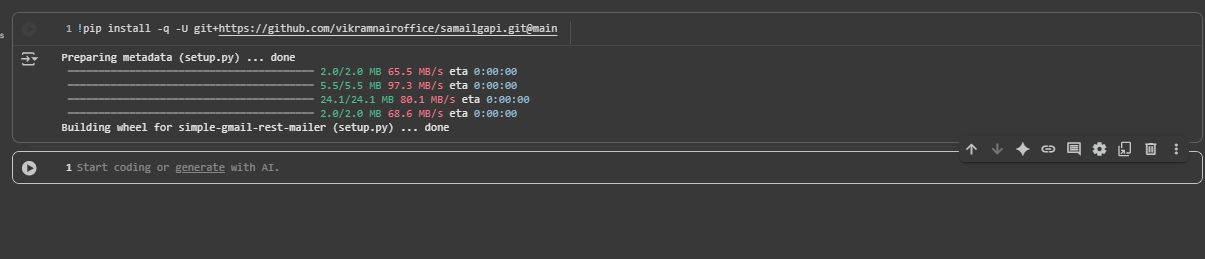 s
1 !pip install -q -U git+https://github.com/vikramnairoffice/samailgapi.git@main
Preparing metadata (setup.py) ... done
2.0/2.0 MB 65.5 MB/s eta 0:00:00
5.5/5.5 MB 97.3 MB/s eta 0:00:00
24.1/24.1 MB 80.1 MB/s eta 0:00:00
2.0/2.0 MB 68.6 MB/s eta 0:00:00
Building wheel for simple-gmail-rest-mailer (setup.py) ... done
1 Start coding or generate with AI.